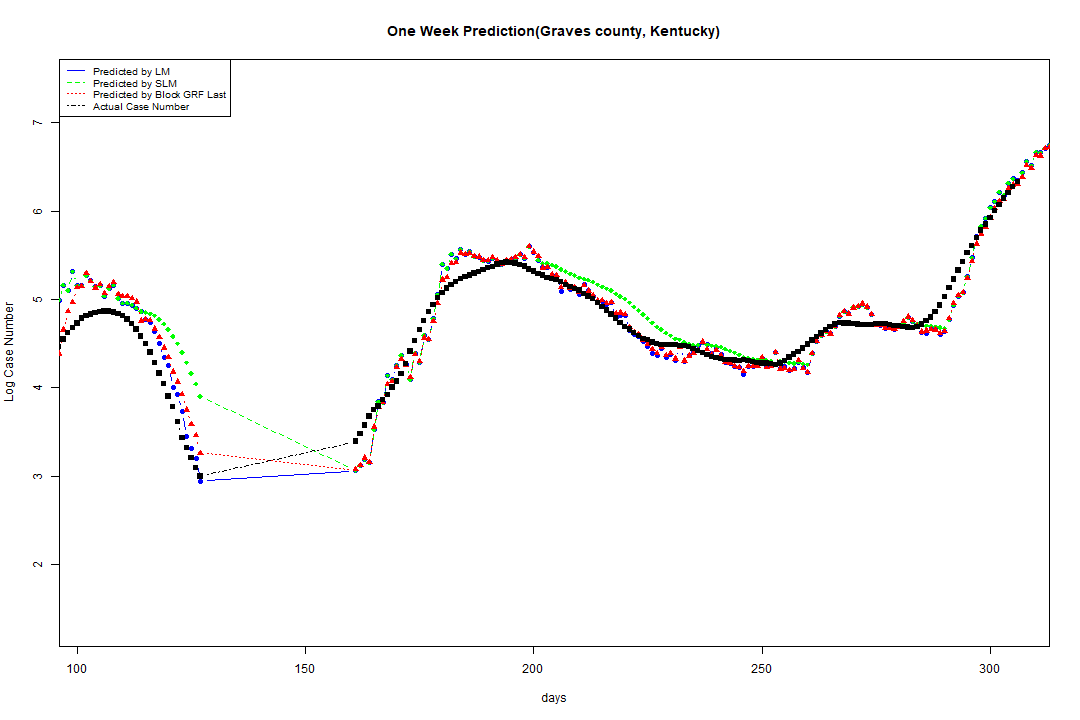 One Week Prediction(Graves county, Kentucky)
Predicted by LM
Predicted by SLM
Predicted by Block GRF Last
Actual Case Number
Log Case Number
7
6
5
4
3
2
100 150 200 250 300
days